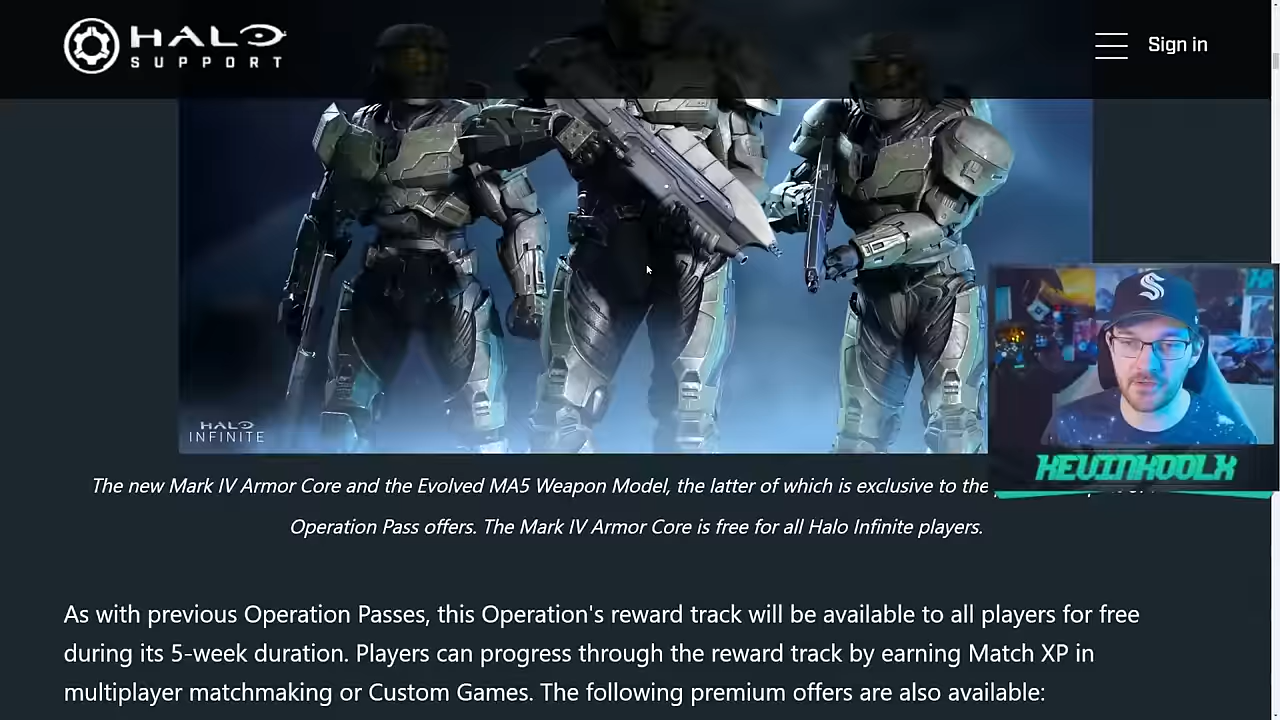 HALO
SUPPORT
Sign in
HALO
INFINITE
KEVINKOOLX
The new Mark IV Armor Core and the Evolved MA5 Weapon Model, the latter of which is exclusive to the
Operation Pass offers. The Mark IV Armor Core is free for all Halo Infinite players.
As with previous Operation Passes, this Operation's reward track will be available to all players for free
during its 5-week duration. Players can progress through the reward track by earning Match XP in
multiplayer matchmaking or Custom Games. The following premium offers are also available: